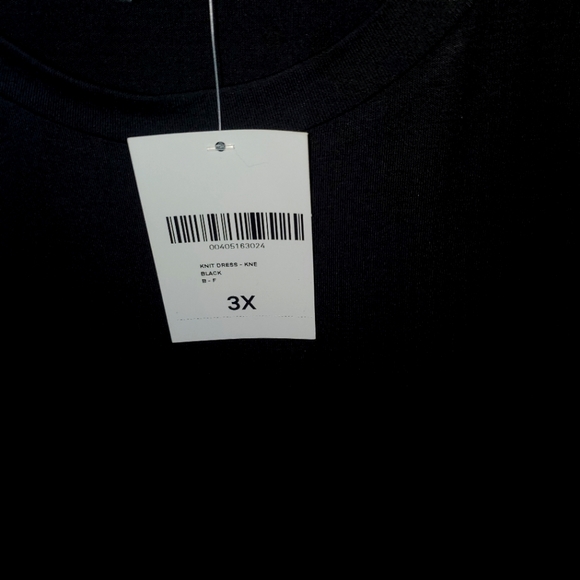 00405163024
KNIT DRESS - KNE
BLACK
B - F
3X